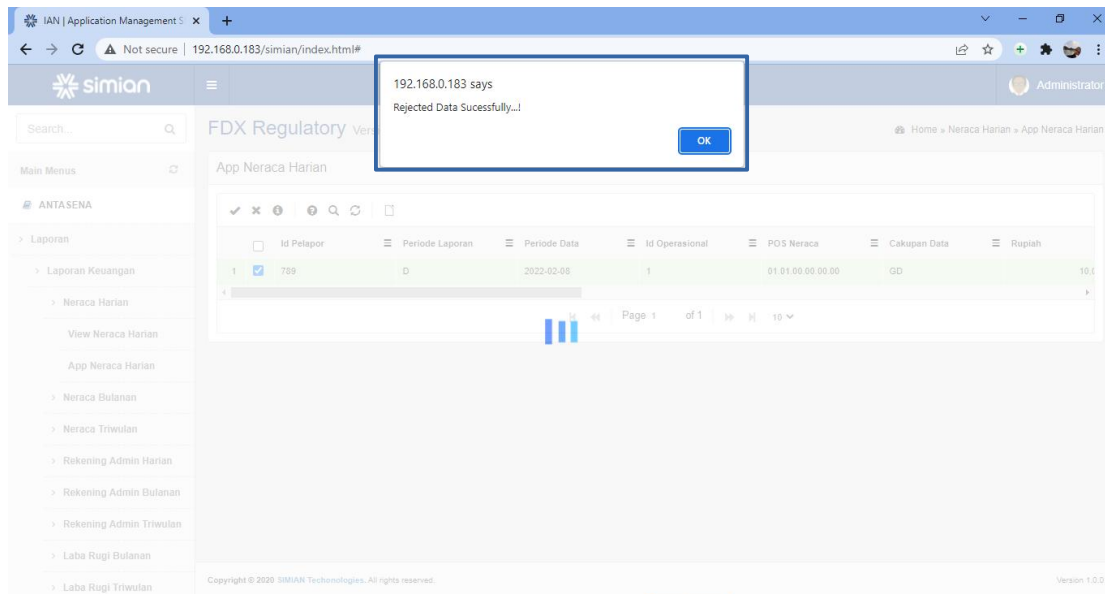 IAN | Application Management S
Not secure | 192.168.0.183/simian/index.html#
192.168.0.183 says
Rejected Data Sucessfully...!
OK
simian
Administrator
Search...
FDX Regulatory Vers
Home » Neraca Harian » App Neraca Harian
Main Menus
App Neraca Harian
ANTASENA
> Laporan
Id Pelapor Periode Laporan Periode Data Id Operasional POS Neraca Cakupan Data Rupiah
> Laporan Keuangan
1 789 D 2022-02-08 1 01.01.00.00.00.00 GD 10.0
> Neraca Harian
Page 1 of 1 10
View Neraca Harian
App Neraca Harian
> Neraca Bulanan
> Neraca Triwulan
> Rekening Admin Harian
> Rekening Admin Bulanan
> Rekening Admin Triwulan
> Laba Rugi Bulanan
> Laba Rugi Triwulan
Copyright © 2020 SIMIAN Techonologies. All rights reserved.
Version 1.0.0